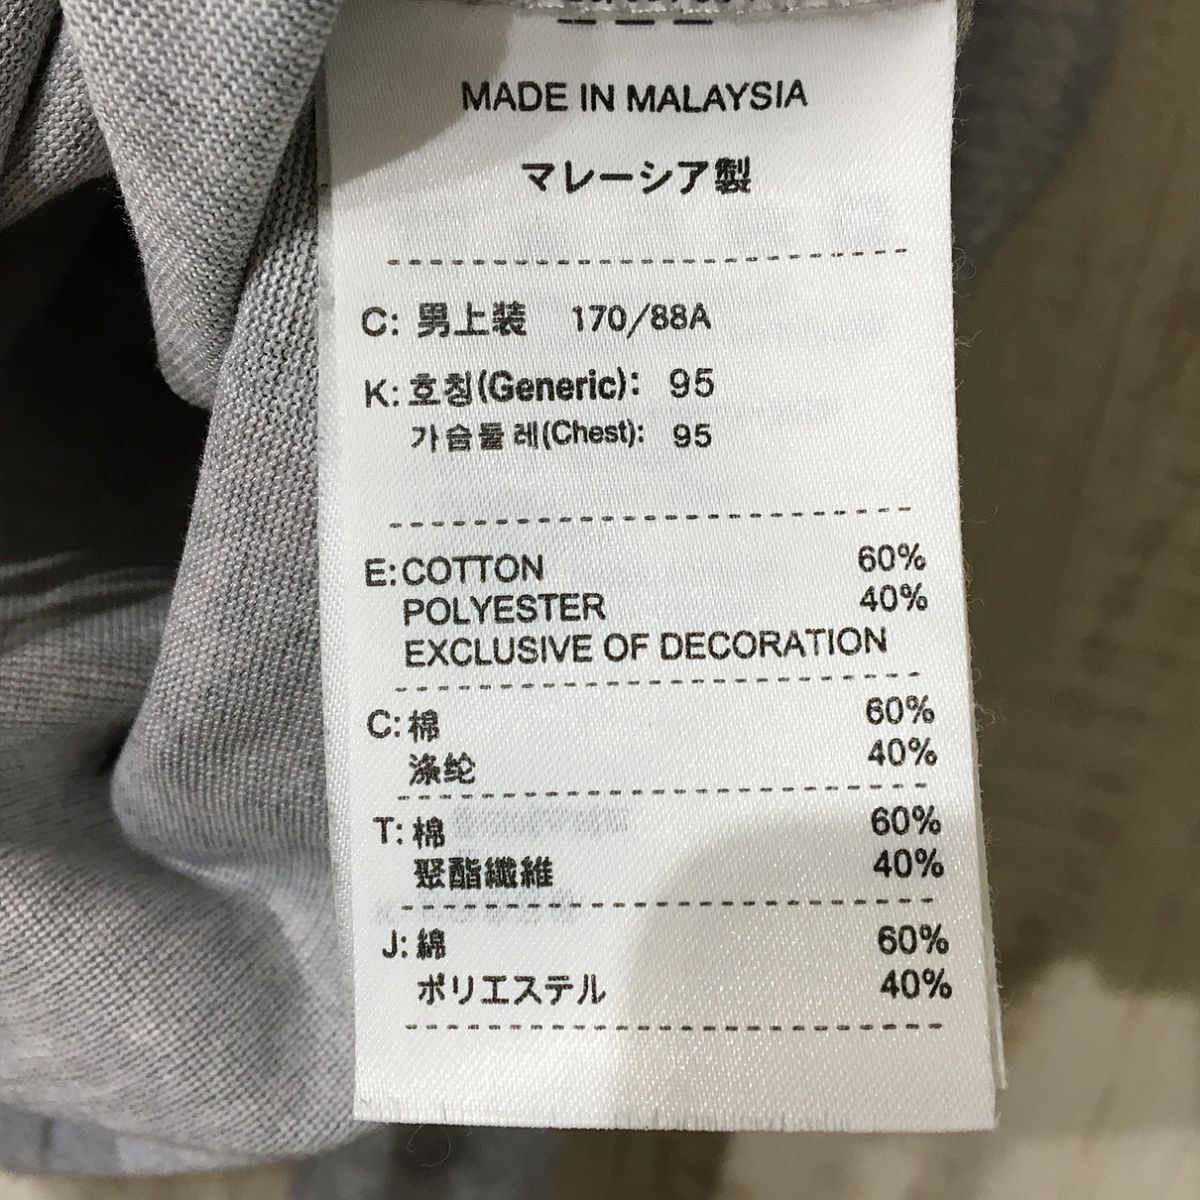 MADE IN MALAYSIA
マレーシア製
C: 男上装 170/88A
K: 호칭(Generic): 95
가슴둘레(Chest): 95
E: COTTON 60%
POLYESTER 40%
EXCLUSIVE OF DECORATION
C: 棉 60%
涤纶 40%
T: 棉 60%
聚酯纖維 40%
J: 綿 60%
ポリエステル 40%